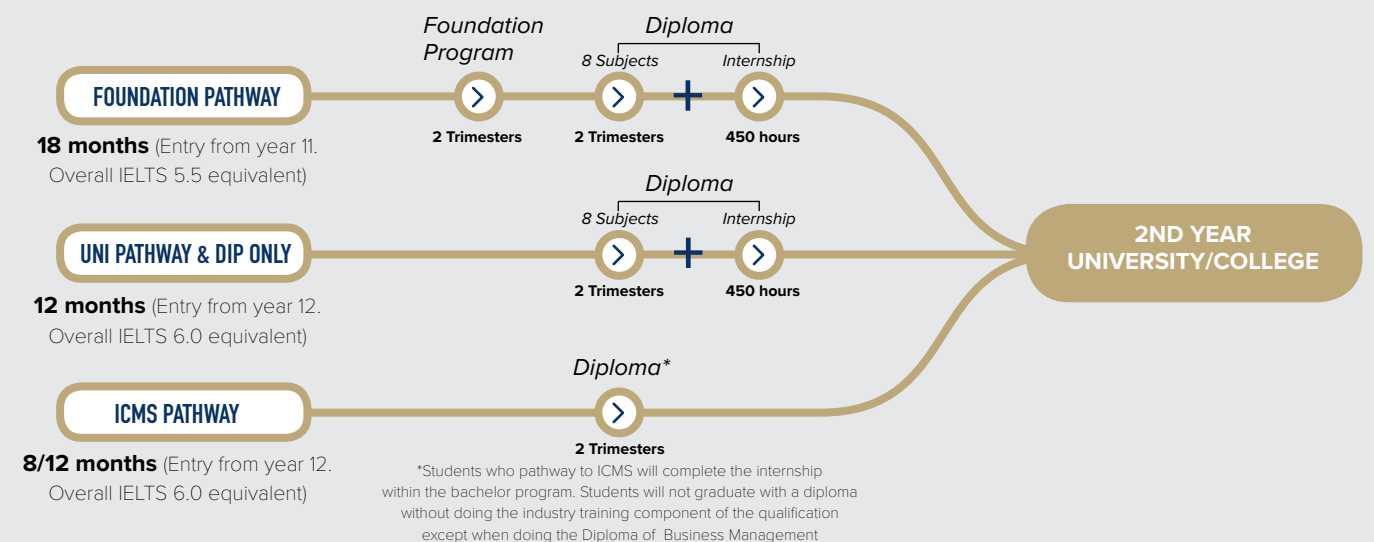 Foundation
Program
Diploma
8 Subjects
Internship
FOUNDATION PATHWAY
+
2 Trimesters
2 Trimesters
450 hours
18 months (Entry from year 11.
Overall IELTS 5.5 equivalent)
Diploma
8 Subjects
Internship
UNI PATHWAY & DIP ONLY
+
2 Trimesters
450 hours
12 months (Entry from year 12.
Overall IELTS 6.0 equivalent)
2ND YEAR
UNIVERSITY/COLLEGE
Diploma*
ICMS PATHWAY
2 Trimesters
8/12 months (Entry from year 12.
Overall IELTS 6.0 equivalent)
*Students who pathway to ICMS will complete the internship
within the bachelor program. Students will not graduate with a diploma
without doing the industry training component of the qualification
except when doing the Diploma of Business Management